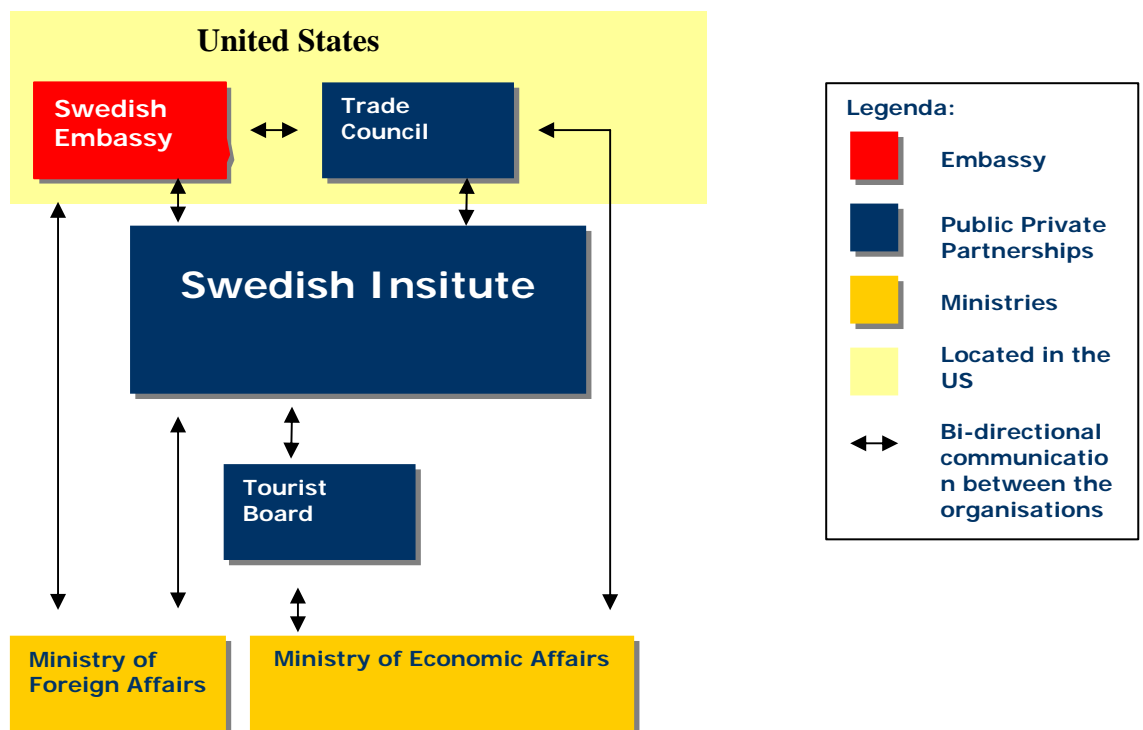 United States
Swedish
Embassy
Trade
Council
Swedish Insitute
Tourist
Board
Ministry of
Foreign Affairs
Ministry of Economic Affairs
Legenda:
Embassy
Public Private
Partnerships
Ministries
Located in the
US
Bi-directional
communicatio
n between the
organisations